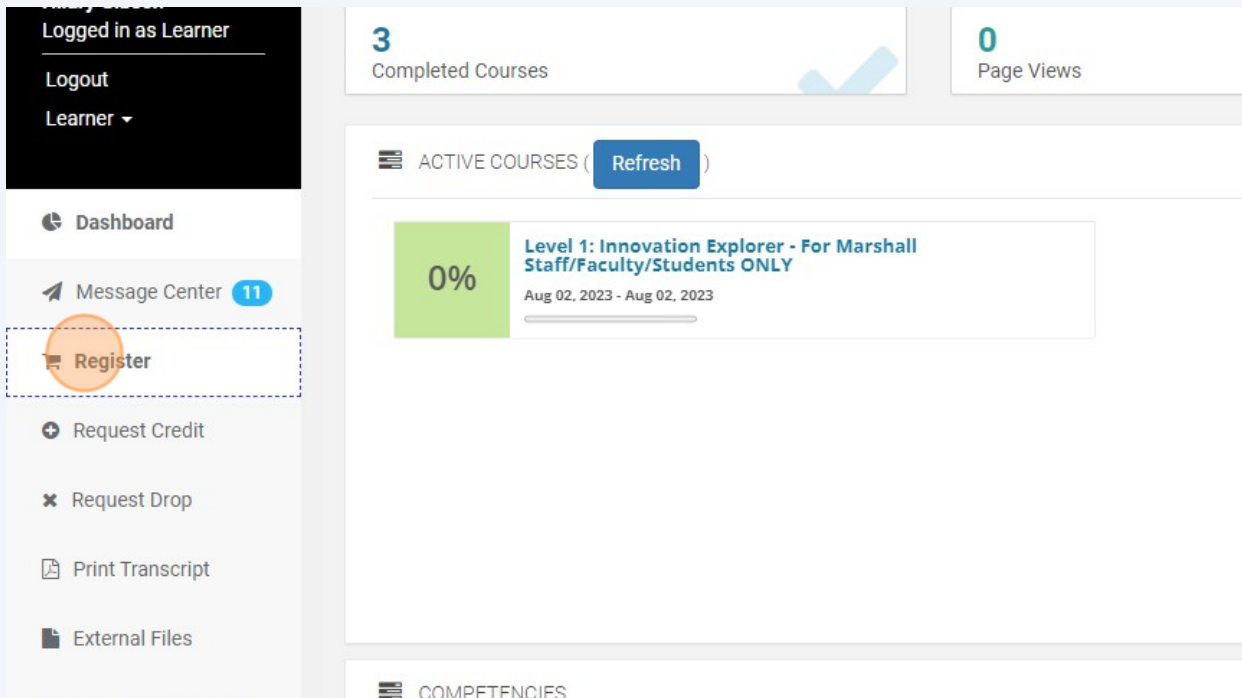 Logged in as Learner
Logout
Learner
Dashboard
Message Center 11
Register
Request Credit
Request Drop
Print Transcript
External Files
3
Completed Courses
0
Page Views
ACTIVE COURSES ( Refresh )
0%
Level 1: Innovation Explorer - For Marshall
Staff/Faculty/Students ONLY
Aug 02, 2023 - Aug 02, 2023
COMPETENCIES